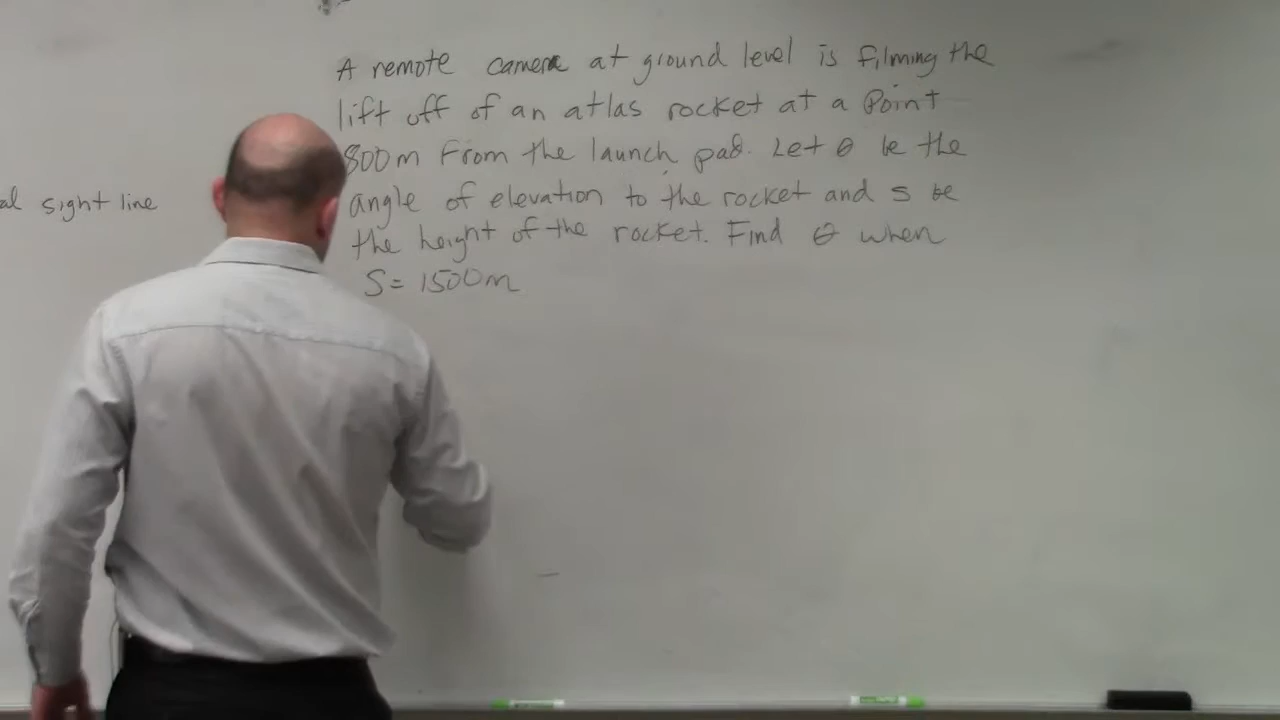 A remote camera at ground level is filming the
lift off of an atlas rocket at a Point
800m From the launch pad. Let θ be the
al sight line
angle of elevation to the rocket and s be
the height of the rocket. Find θ when
S = 1500m